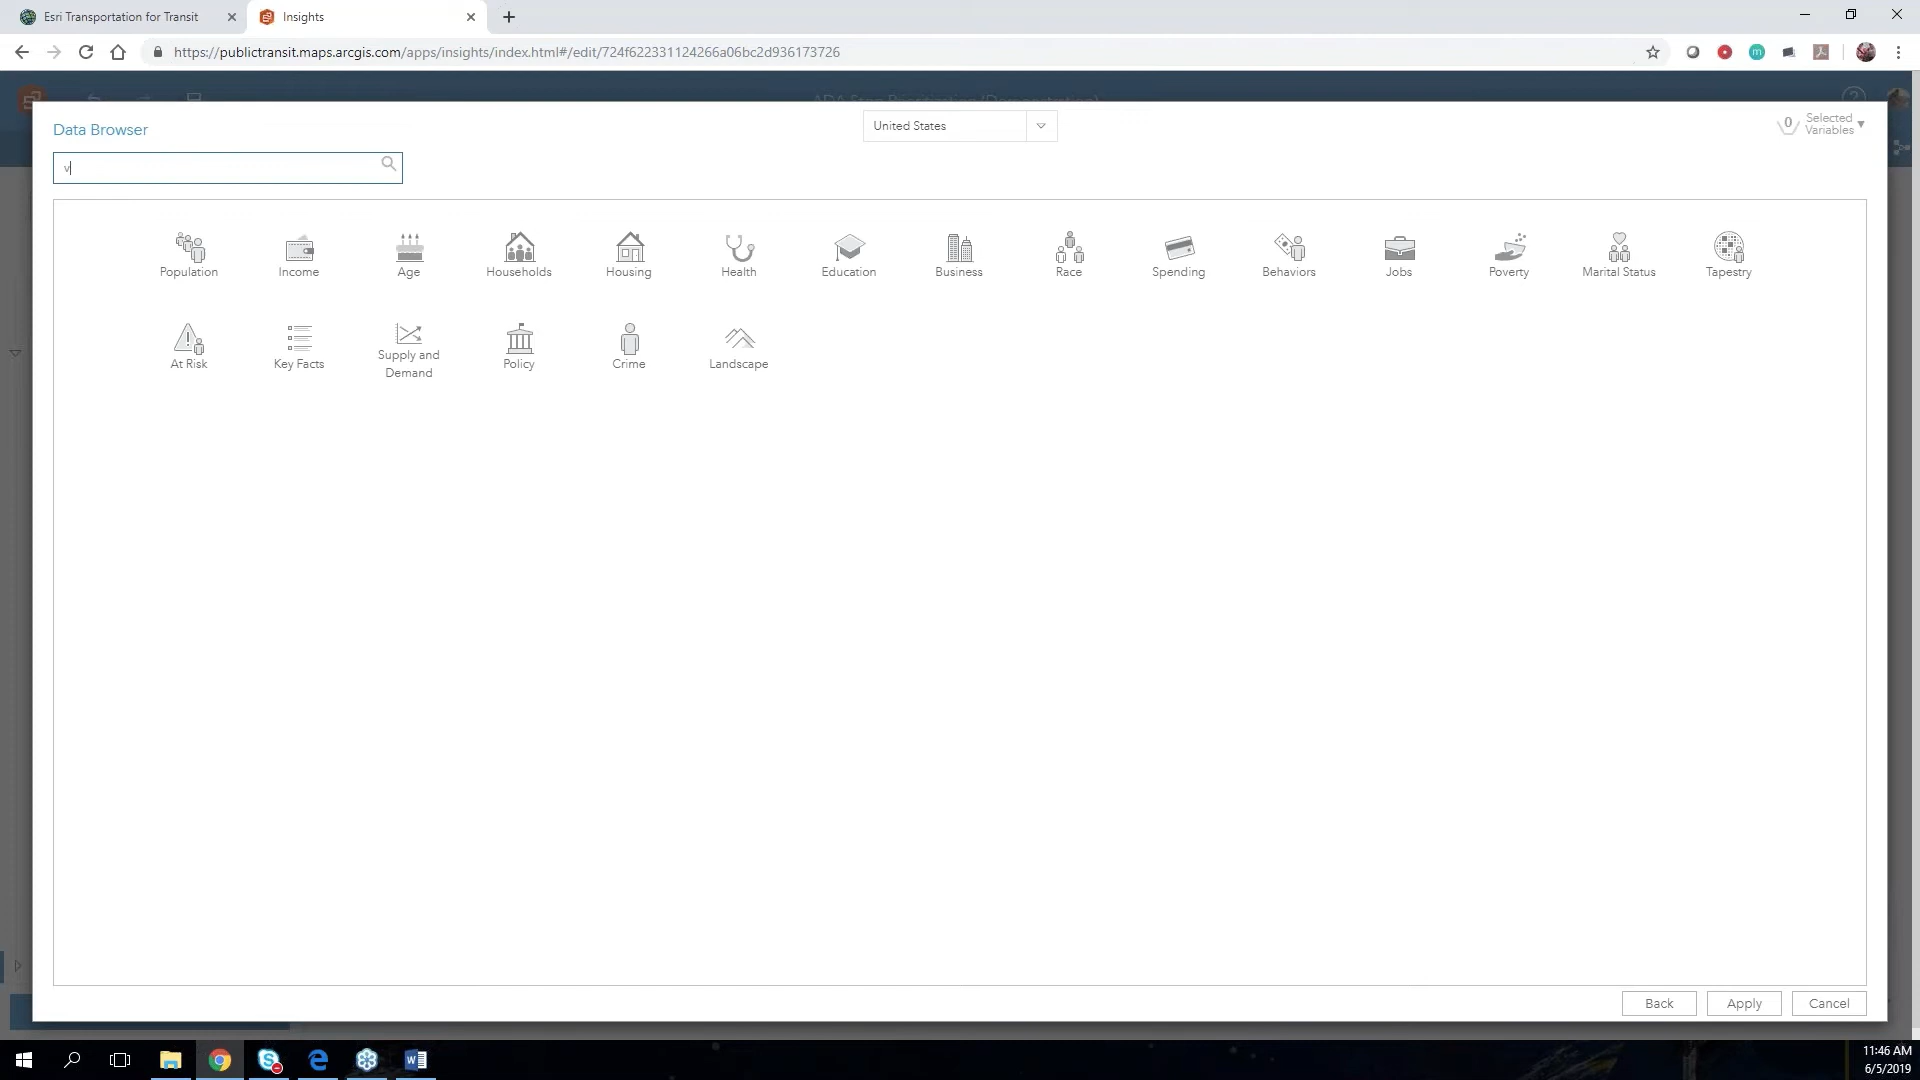 Esri Transportation for Transit
Insights
https://publictransit.maps.arcgis.com/apps/insights/index.html#/edit/724f622331124266a06bc2d936173726
Data Browser
United States
0 Selected Variables
v
Population
Income
Age
Households
Housing
Health
Education
Business
Race
Spending
Behaviors
Jobs
Poverty
Marital Status
Tapestry
At Risk
Key Facts
Supply and
Demand
Policy
Crime
Landscape
Back
Apply
Cancel
11:46 AM
6/5/2019